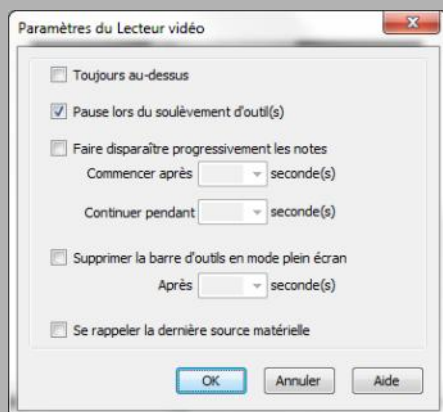 Paramètres du Lecteur vidéo
Toujours au-dessus
Pause lors du soulèvement d'outil(s)
Faire disparaître progressivement les notes
Commencer après seconde(s)
Continuer pendant seconde(s)
Supprimer la barre d'outils en mode plein écran
Après seconde(s)
Se rappeler la dernière source matérielle
OK Annuler Aide